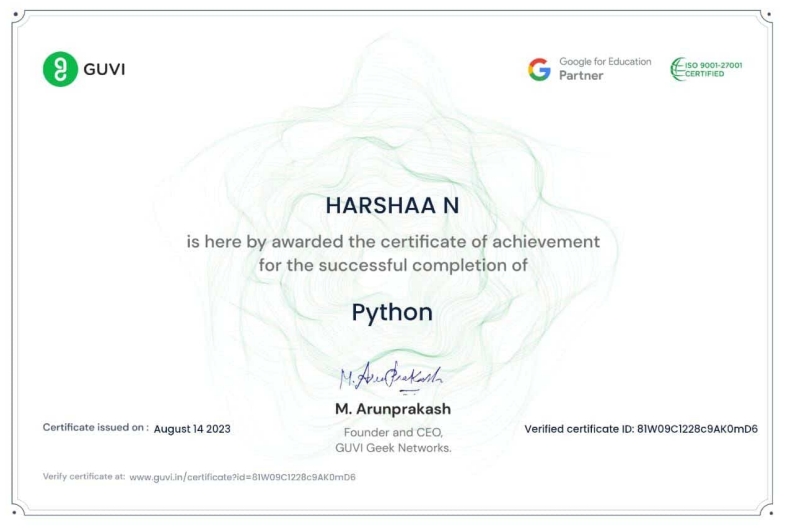 GUVI
Google for Education
Partner
ISO 9001-27001
CERTIFIED
HARSHAA N
is here by awarded the certificate of achievement
for the successful completion of
Python
M. Arunprakash
M. Arunprakash
Founder and CEO,
GUVI Geek Networks.
Certificate issued on : August 14 2023
Verified certificate ID: 81W09C1228c9AK0mD6
Verify certificate at: www.guvi.in/certificate?id=81W09C1228c9AK0mD6